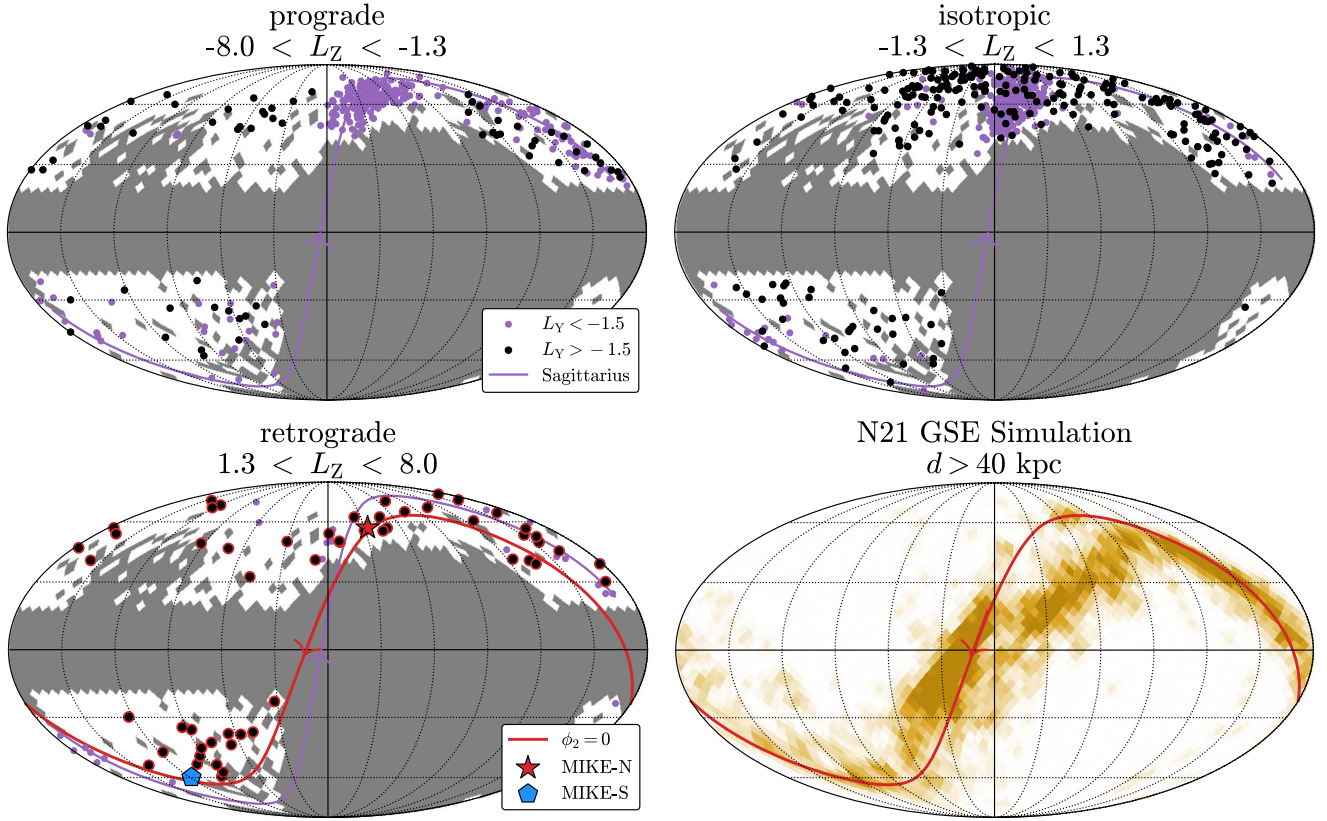 prograde
-8.0 < L_Z < -1.3
isotropic
-1.3 < L_Z < 1.3
L_Y < −1.5
L_Y > −1.5
Sagittarius
retrograde
1.3 < L_Z < 8.0
N21 GSE Simulation
d > 40 kpc
ϕ_2 = 0
MIKE-N
MIKE-S